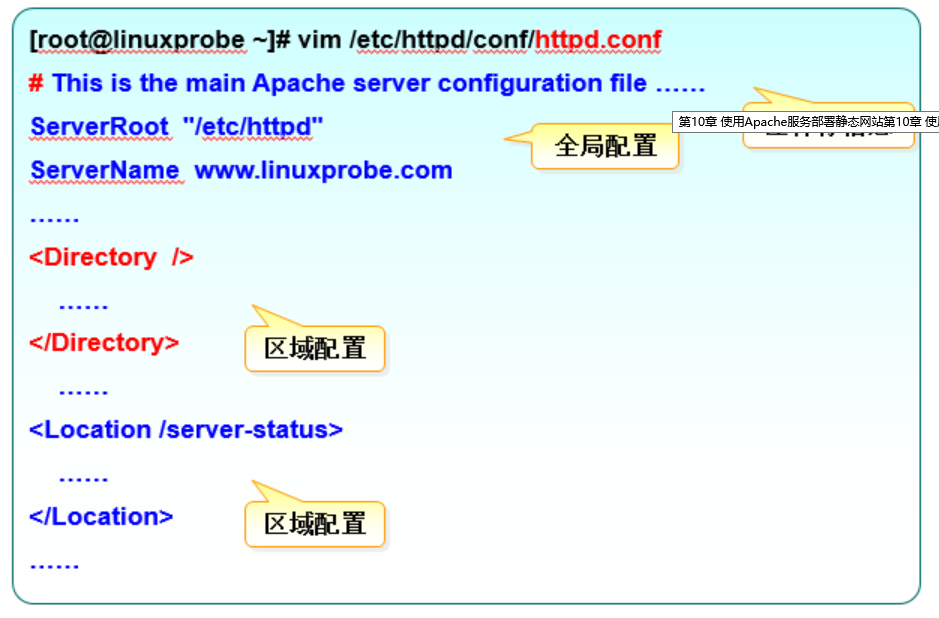 [root@linuxprobe ~]# vim /etc/httpd/conf/httpd.conf
# This is the main Apache server configuration file ……
第10章 使用Apache服务部署静态网站第10章 使
ServerRoot "/etc/httpd"
全局配置
ServerName www.linuxprobe.com
……
<Directory />
……
区域配置
</Directory>
……
<Location /server-status>
……
区域配置
</Location>
……